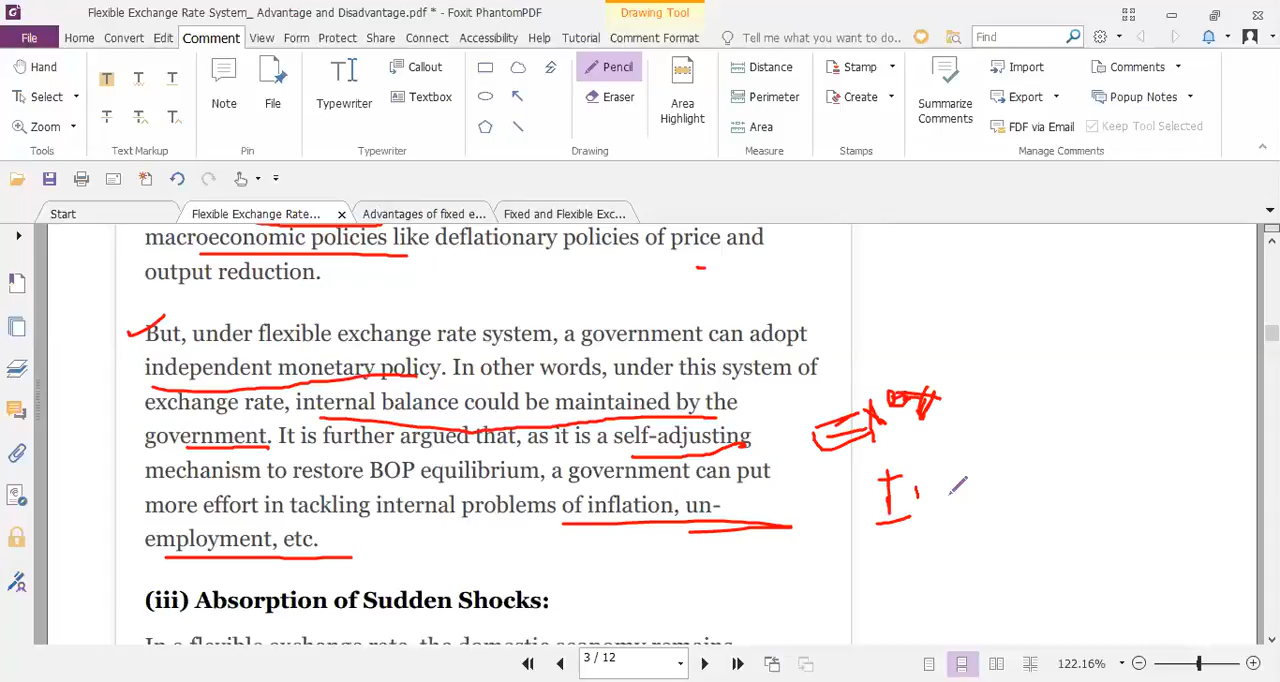 Flexible Exchange Rate System_ Advantage and Disadvantage.pdf * - Foxit PhantomPDF
Drawing Tool
File Home Convert Edit Comment View Form Protect Share Connect Accessibility Help Tutorial Comment Format Tell me what you want to do.. Find
Hand Select Zoom Tools
T T T T T T Text Markup
Note File Pin
Typewriter Callout Textbox Typewriter
Pencil Eraser Drawing
Area Highlight
Distance Perimeter Area Measure
Stamp Create Stamps
Summarize Comments Import Export FDF via Email Comments Popup Notes Keep Tool Selected Manage Comments
Start Flexible Exchange Rate... Advantages of fixed e... Fixed and Flexible Exc...
macroeconomic policies like deflationary policies of price and
output reduction.
But, under flexible exchange rate system, a government can adopt
independent monetary policy. In other words, under this system of
exchange rate, internal balance could be maintained by the
government. It is further argued that, as it is a self-adjusting
mechanism to restore BOP equilibrium, a government can put
more effort in tackling internal problems of inflation, un-
employment, etc.
(iii) Absorption of Sudden Shocks:
In a flexible exchange rate, the domestic economy remains
3 / 12
122.16%